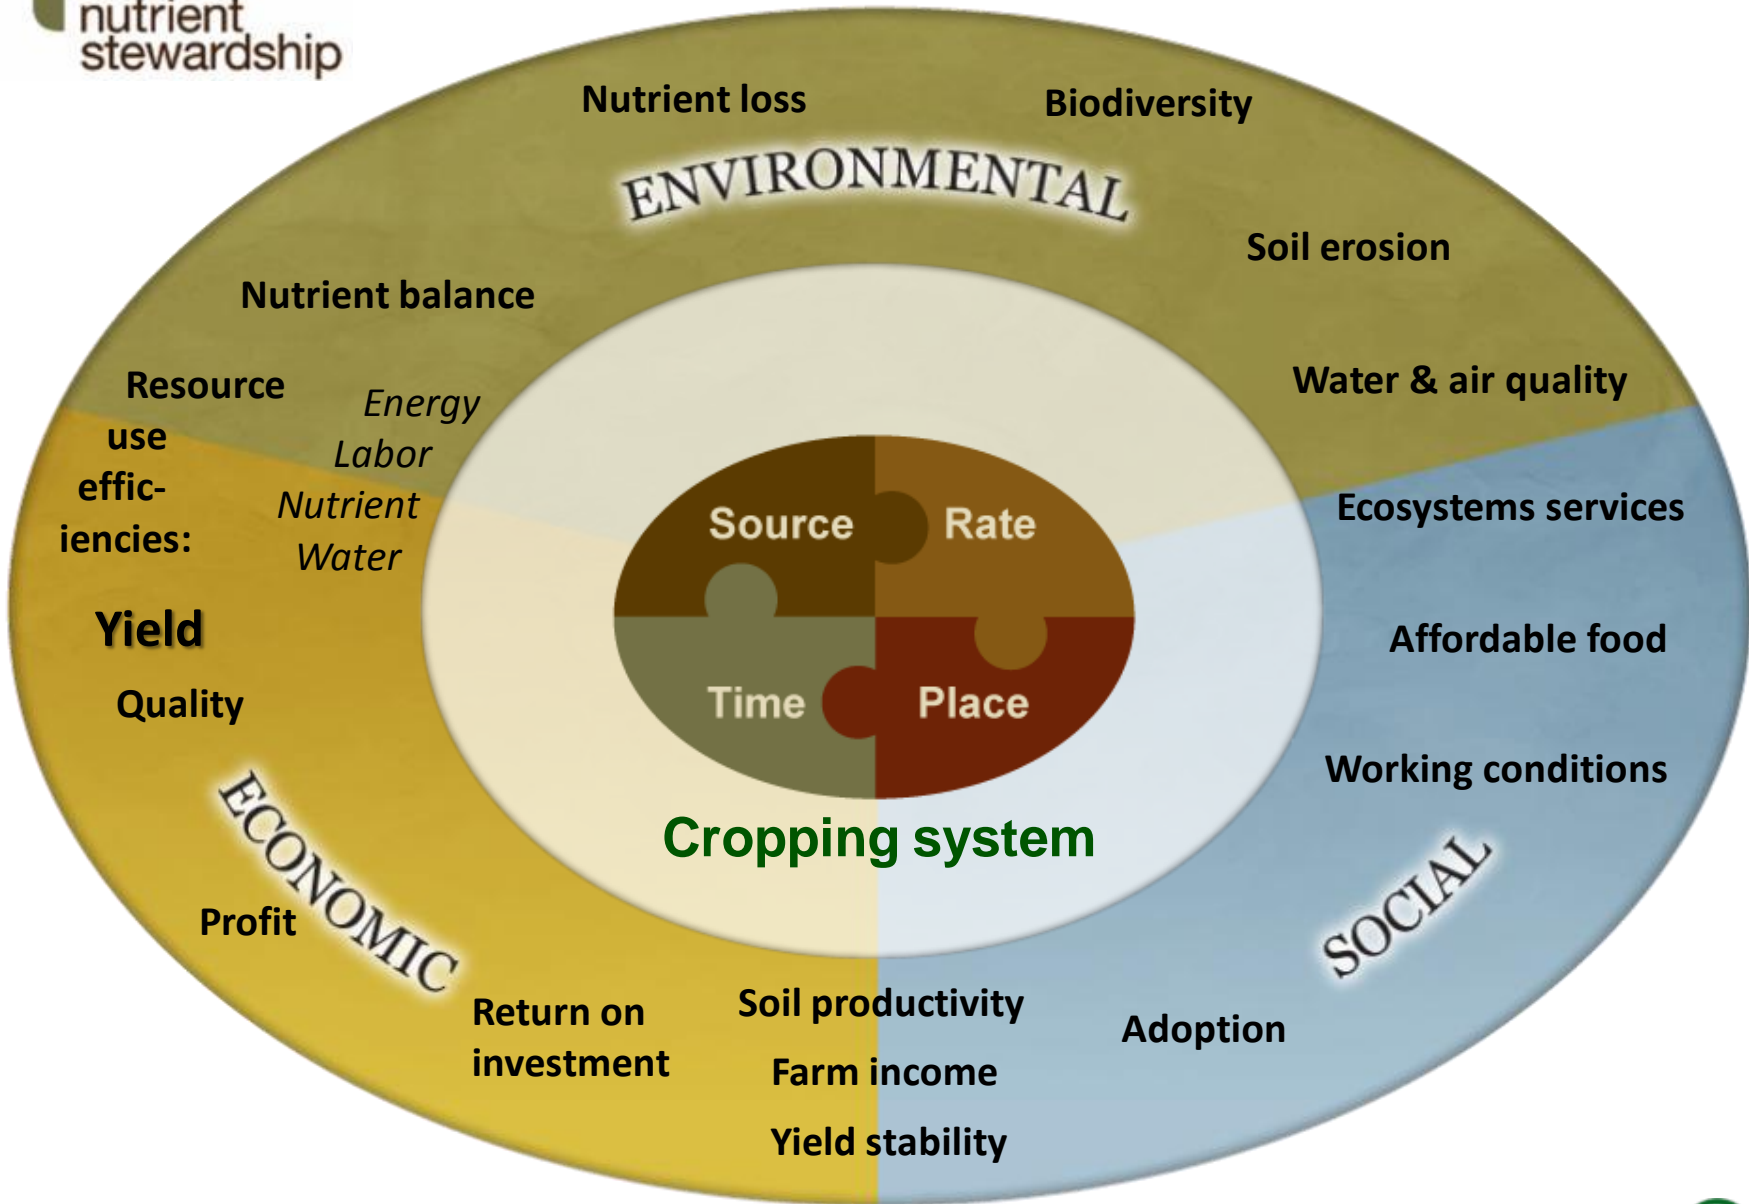 nutrient
stewardship
Nutrient loss
Biodiversity
ENVIRONMENTAL
Soil erosion
Nutrient balance
Water & air quality
Resource
use
effic-
iencies:
Energy
Labor
Nutrient
Water
Source
Rate
Time
Place
Cropping system
Ecosystems services
Affordable food
Working conditions
SOCIAL
Adoption
Yield
Quality
ECONOMIC
Profit
Return on
investment
Soil productivity
Farm income
Yield stability